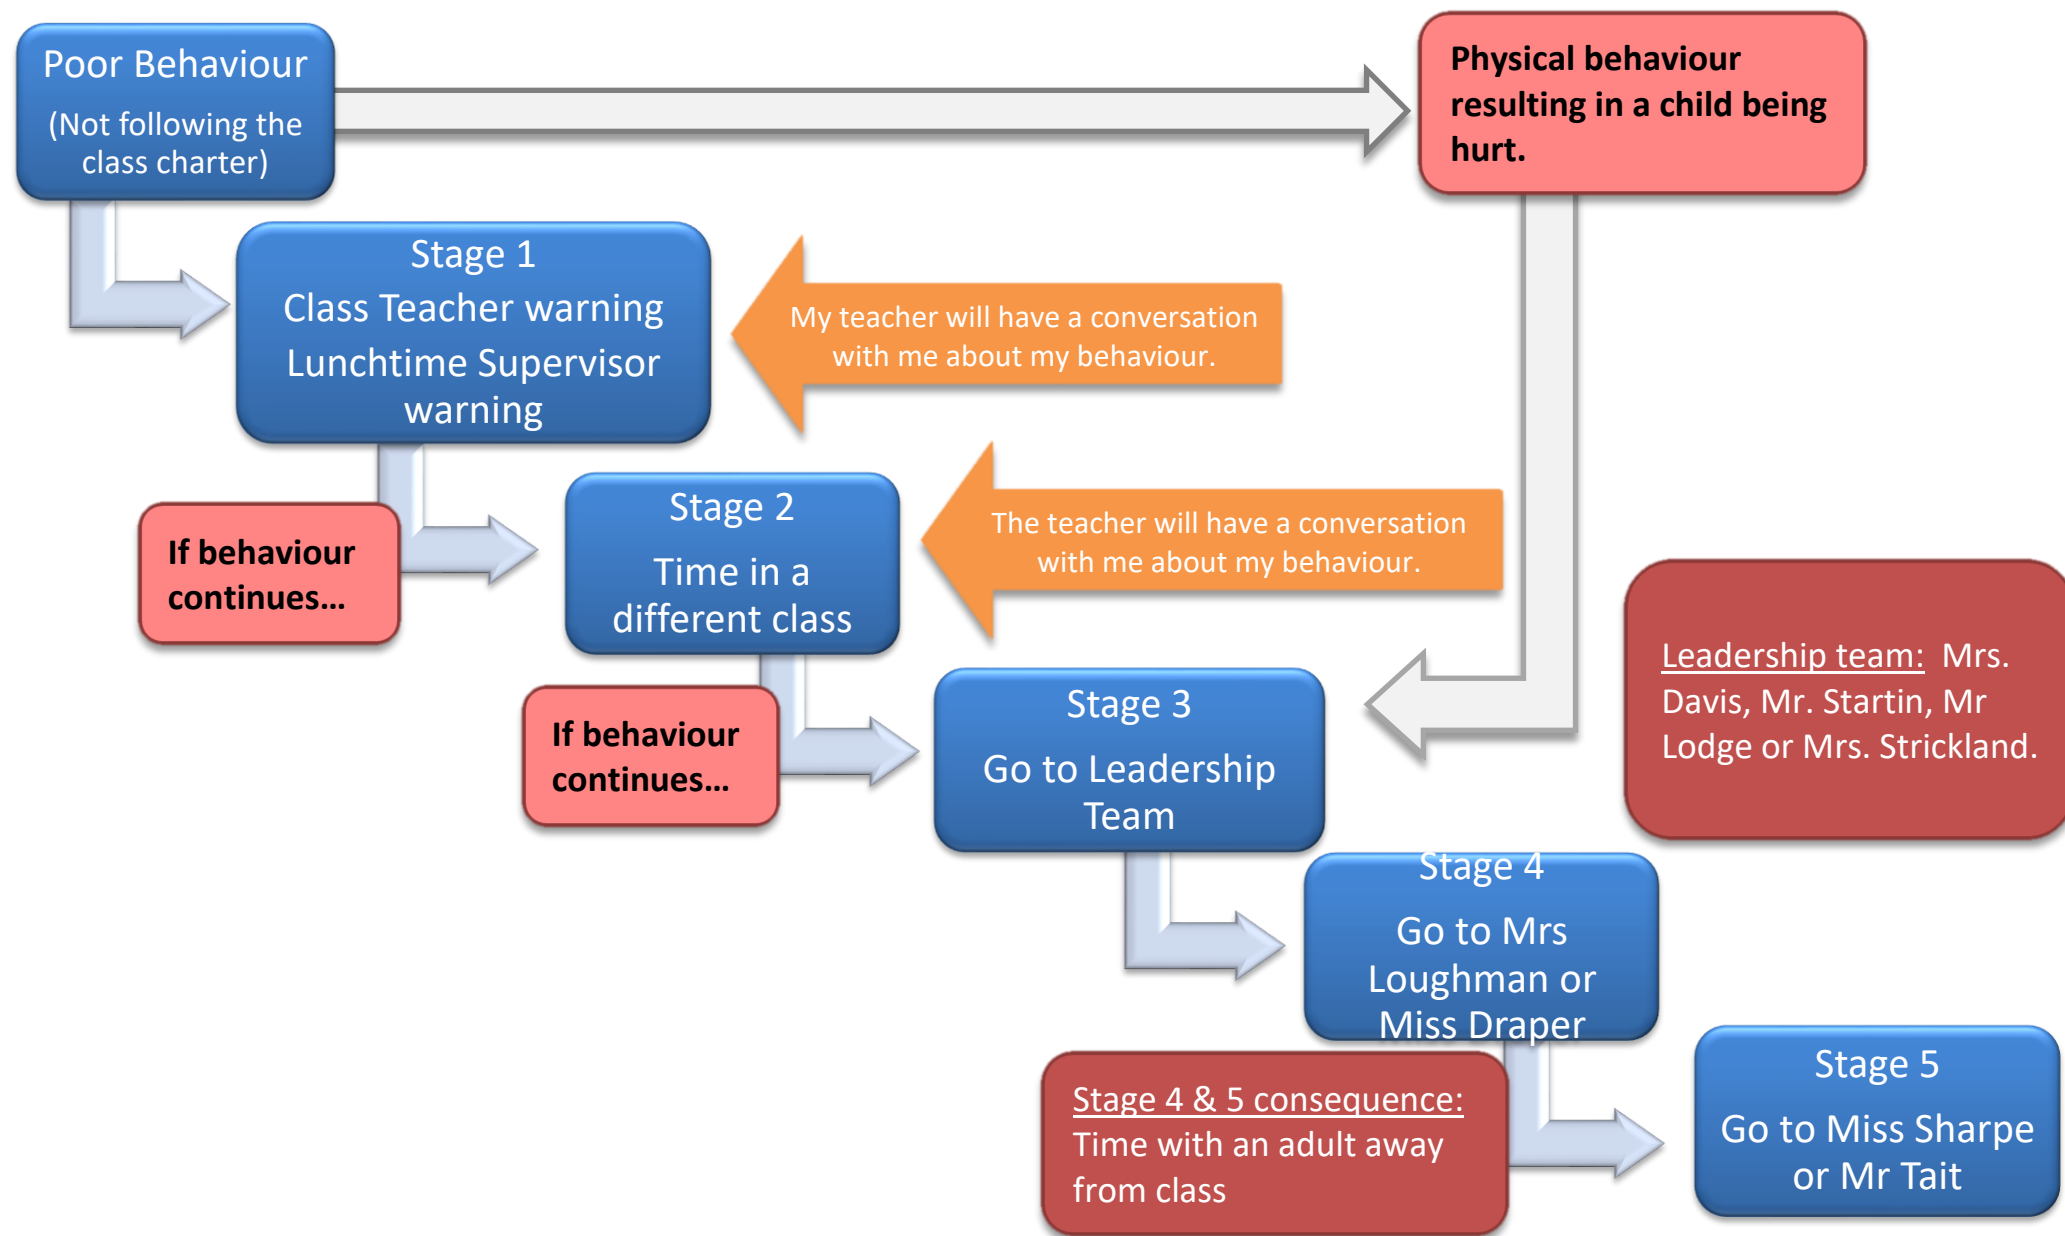 Poor Behaviour
(Not following the
class charter)
Physical behaviour
resulting in a child being
hurt.
Stage 1
Class Teacher warning
Lunchtime Supervisor
warning
My teacher will have a conversation
with me about my behaviour.
If behaviour
continues...
Stage 2
Time in a
different class
The teacher will have a conversation
with me about my behaviour.
If behaviour
continues...
Stage 3
Go to Leadership
Team
Leadership team:  Mrs.
Davis, Mr. Startin, Mr
Lodge or Mrs. Strickland.
Stage 4
Go to Mrs
Loughman or
Miss Draper
Stage 4 & 5 consequence:
Time with an adult away
from class
Stage 5
Go to Miss Sharpe
or Mr Tait